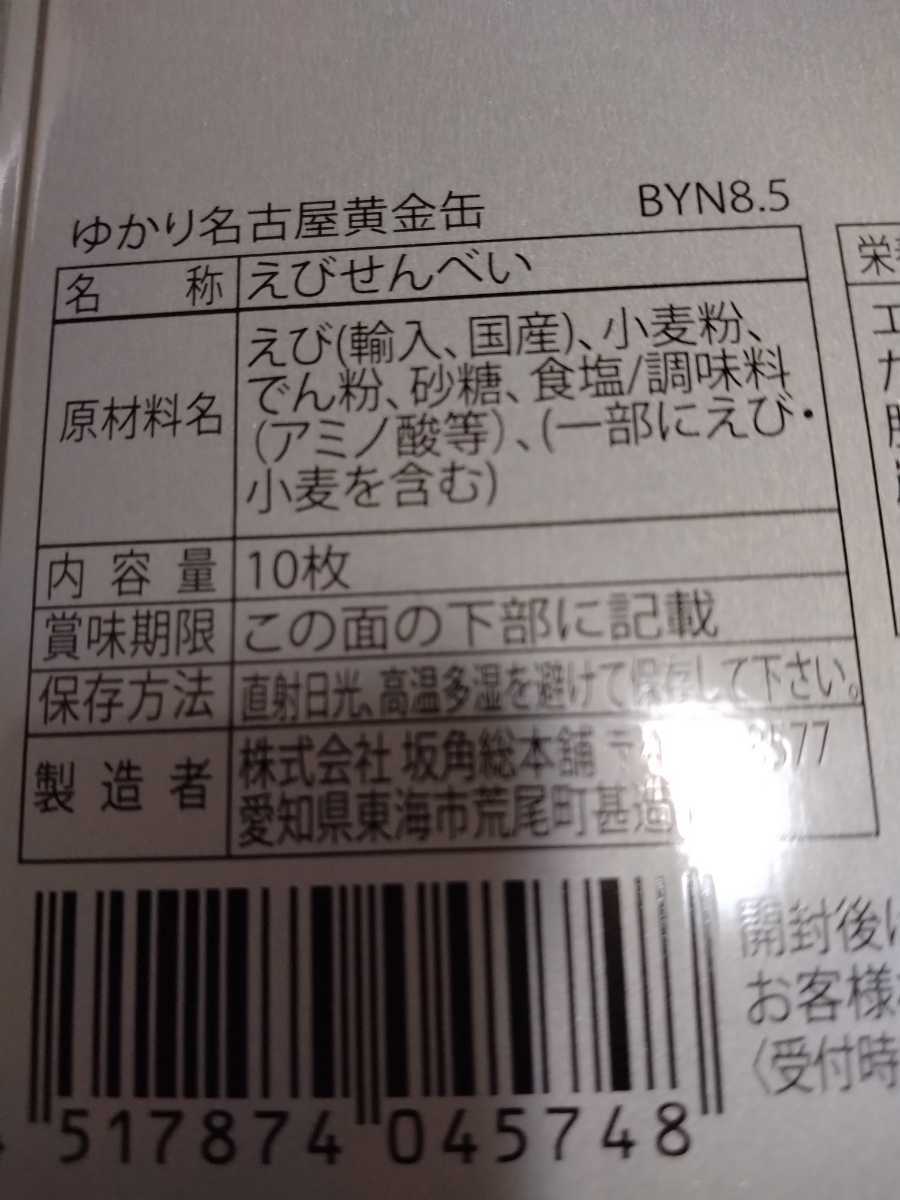 ゆかり名古屋黄金缶 BYN8.5
名称 えびせんべい
原材料名 えび(輸入、国産)、小麦粉、
でん粉、砂糖、食塩/調味料
(アミノ酸等)、(一部にえび・
小麦を含む)
内容量 10枚
賞味期限 この面の下部に記載
保存方法 直射日光、高温多湿を避けて保存して下さい。
製造者 株式会社 坂角総本舖 〒
愛知県東海市荒尾町甚造
517874 045748
開封後
お客様
〈受付時